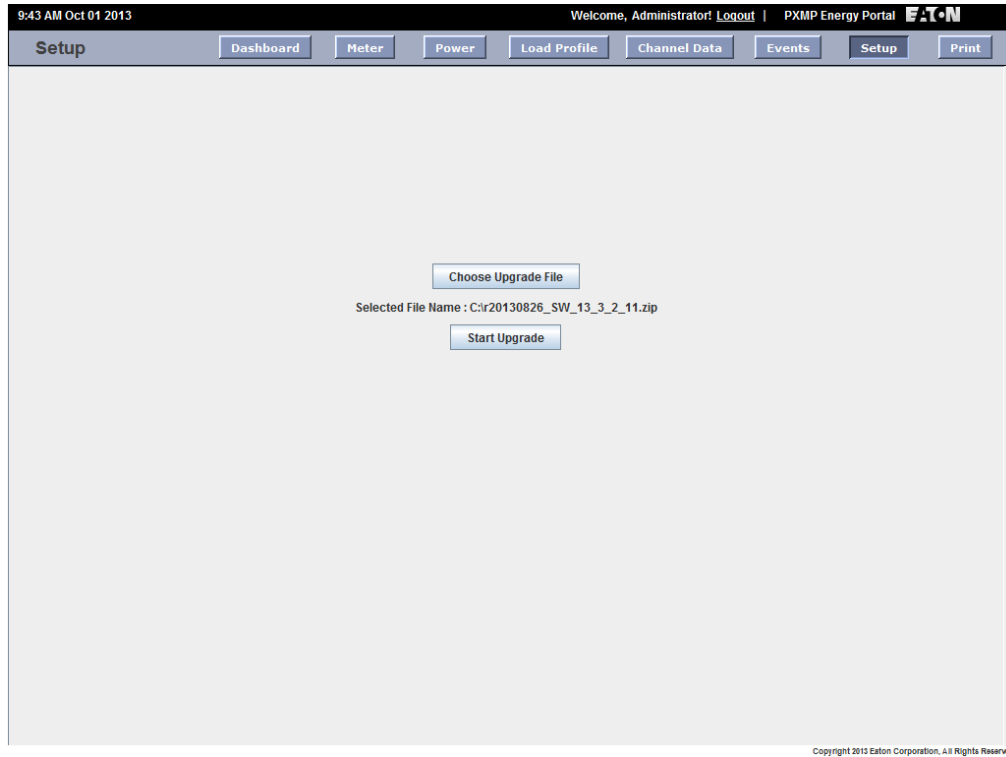 9:43 AM Oct 01 2013 Welcome, Administrator! Logout | PXMP Energy Portal EATON
Setup Dashboard Meter Power Load Profile Channel Data Events Setup Print
Choose Upgrade File
Selected File Name : C:\r20130826_SW_13_3_2_11.zip
Start Upgrade
Copyright 2013 Eaton Corporation, All Rights Reserv